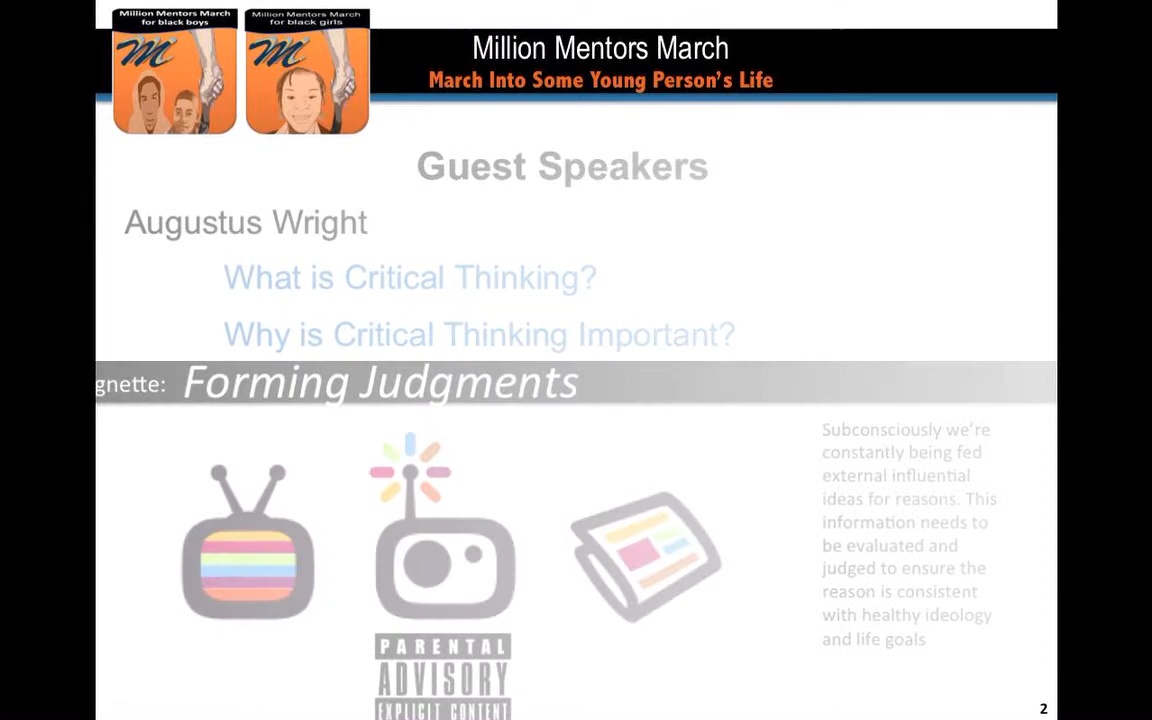 Million Mentors March
for black boys
Million Mentors March
for black girls
Million Mentors March
March Into Some Young Person's Life
Guest Speakers
Augustus Wright
What is Critical Thinking?
Why is Critical Thinking Important?
gnette: Forming Judgments
Subconsciously we're
constantly being fed
external influential
ideas for reasons. This
information needs to
be evaluated and
judged to ensure the
reason is consistent
with healthy ideology
and life goals
PARENTAL
ADVISORY
EXPLICIT CONTENT
2